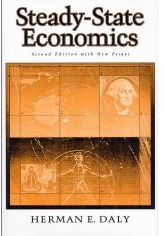 Steady-State
Economics
Second Edition with New Essays
HERMAN E. DALY